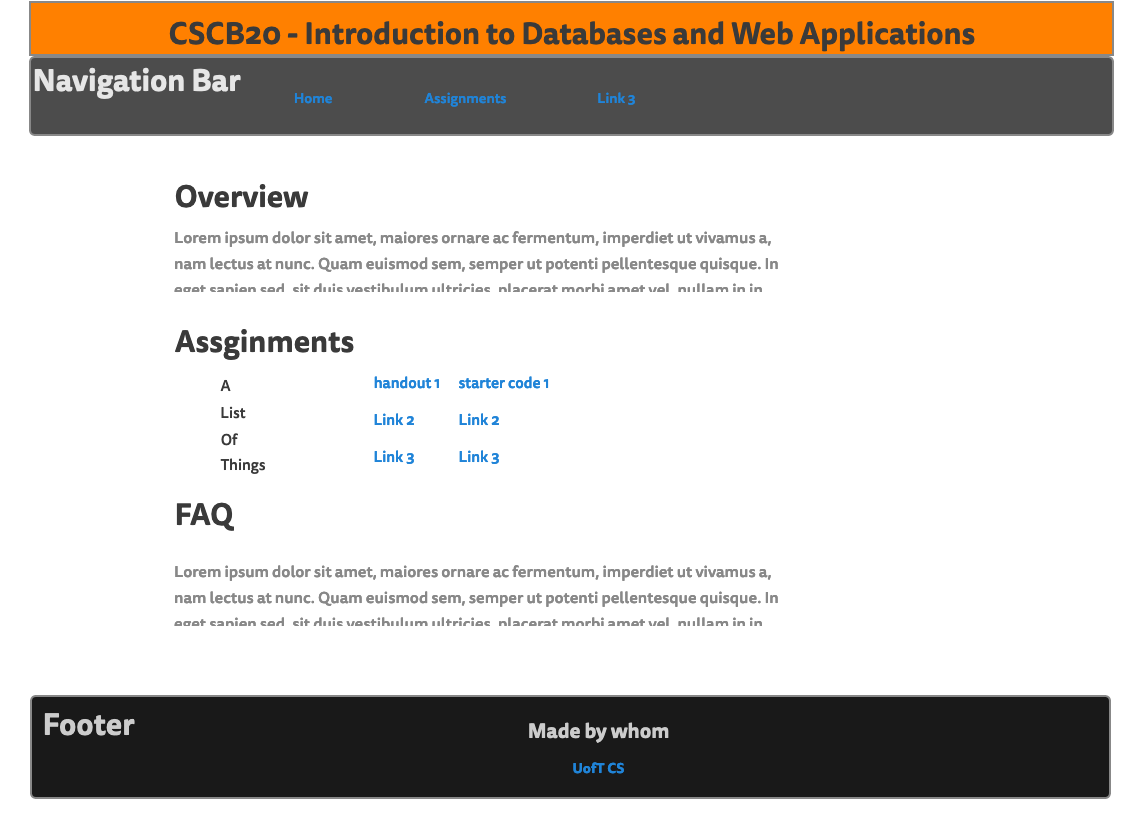 CSCB20 - Introduction to Databases and Web Applications
Navigation Bar
Home Assignments Link 3
Overview
Lorem ipsum dolor sit amet, maiores ornare ac fermentum, imperdiet ut vivamus a,
nam lectus at nunc. Quam euismod sem, semper ut potenti pellentesque quisque. In
eget sapien sed, sit duis vestibulum ultricies, placerat morbi amet vel, nullam in in
Assginments
A
handout 1 starter code 1
List
Link 2 Link 2
Of
Link 3 Link 3
Things
FAQ
Lorem ipsum dolor sit amet, maiores ornare ac fermentum, imperdiet ut vivamus a,
nam lectus at nunc. Quam euismod sem, semper ut potenti pellentesque quisque. In
eget sapien sed, sit duis vestibulum ultricies, placerat morbi amet vel, nullam in in
Footer
Made by whom
UofT CS